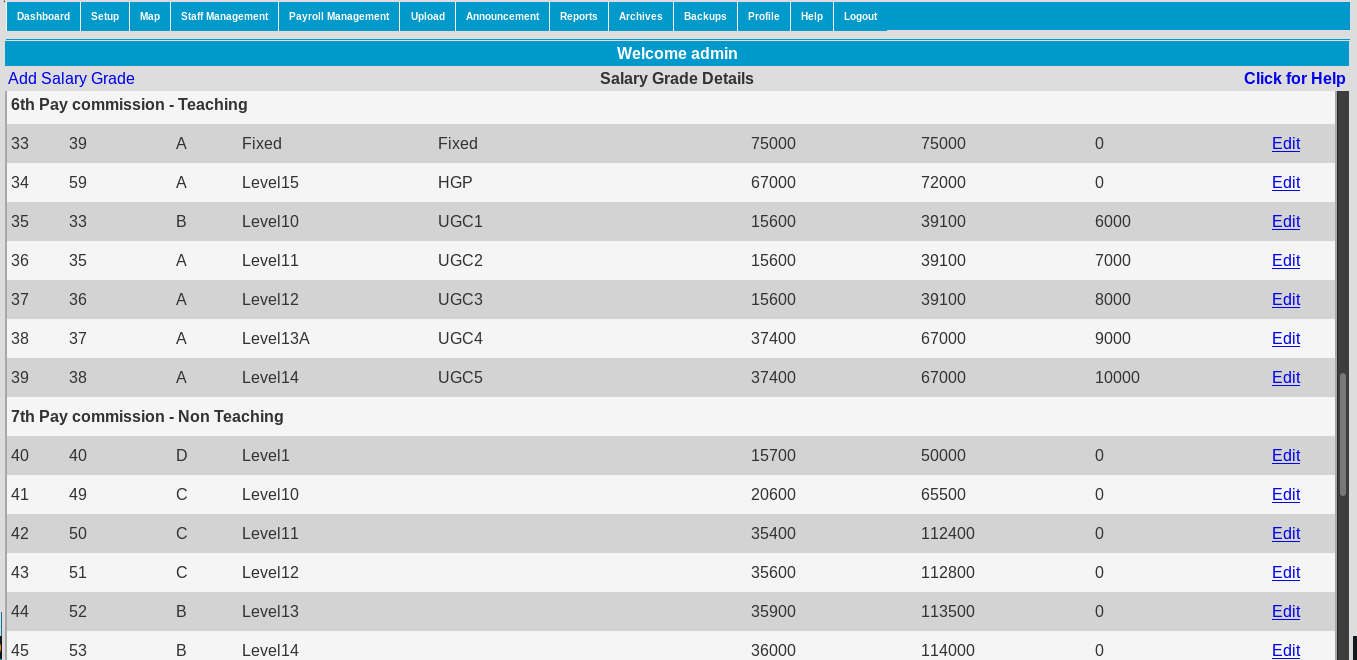 Dashboard Setup Map Staff Management Payroll Management Upload Announcement Reports Archives Backups Profile Help Logout
Welcome admin
Add Salary Grade Salary Grade Details Click for Help
6th Pay commission - Teaching
33 39 A Fixed Fixed 75000 75000 0 Edit
34 59 A Level15 HGP 67000 72000 0 Edit
35 33 B Level10 UGC1 15600 39100 6000 Edit
36 35 A Level11 UGC2 15600 39100 7000 Edit
37 36 A Level12 UGC3 15600 39100 8000 Edit
38 37 A Level13A UGC4 37400 67000 9000 Edit
39 38 A Level14 UGC5 37400 67000 10000 Edit
7th Pay commission - Non Teaching
40 40 D Level1 15700 50000 0 Edit
41 49 C Level10 20600 65500 0 Edit
42 50 C Level11 35400 112400 0 Edit
43 51 C Level12 35600 112800 0 Edit
44 52 B Level13 35900 113500 0 Edit
45 53 B Level14 36000 114000 0 Edit